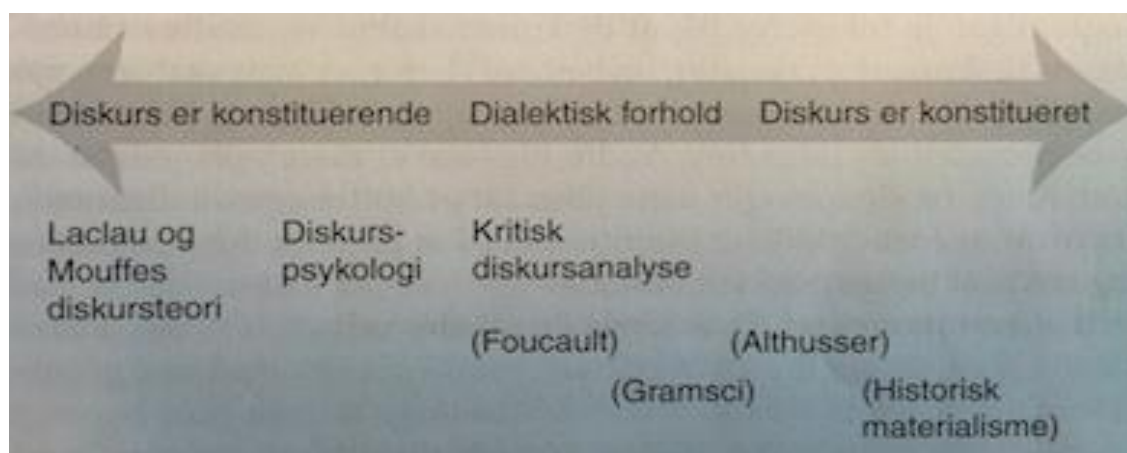 Diskurs er konstituerende Dialektisk forhold Diskurs er konstitueret
Laclau og
Mouffes
diskursteori
Diskurs-
psykologi
Kritisk
diskursanalyse
(Foucault)
(Gramsci)
(Althusser)
(Historisk
materialisme)